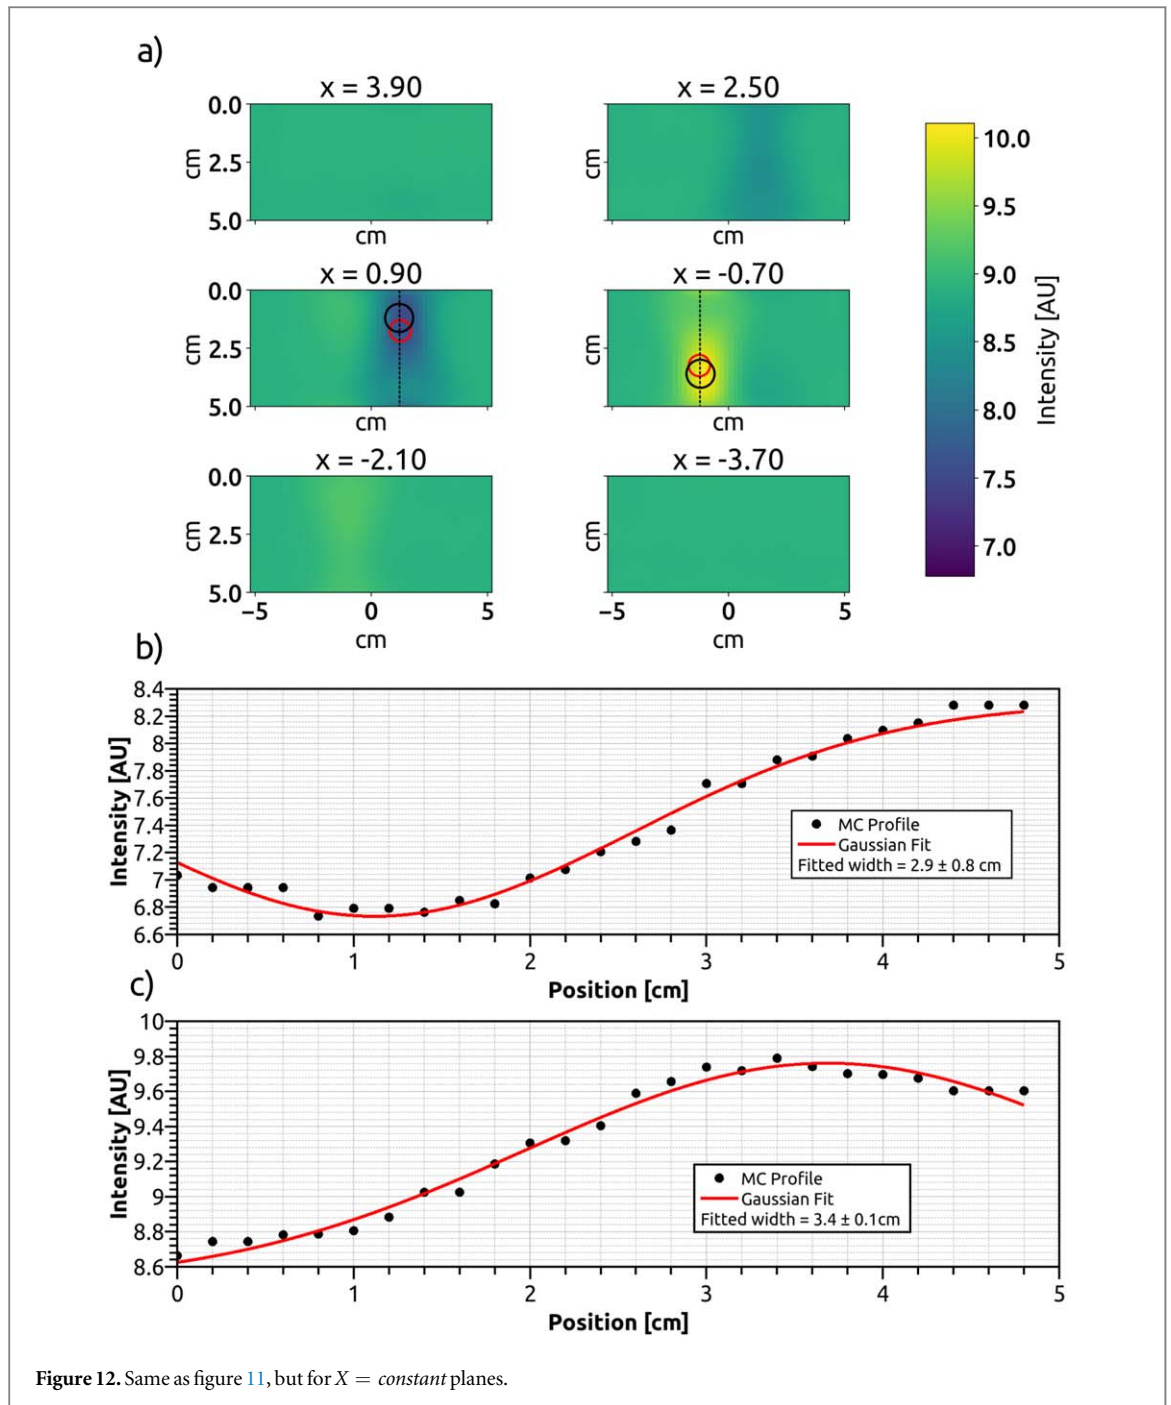 a)
x = 3.90
x = 2.50
0.0
2.5
5.0
cm
cm
cm
cm
x = 0.90
x = -0.70
0.0
2.5
5.0
cm
cm
cm
cm
x = -2.10
x = -3.70
0.0
2.5
5.0
cm
cm
−5 0 5
−5 0 5
cm
cm
10.0
9.5
9.0
8.5
8.0
7.5
7.0
Intensity [AU]
b)
8.4
8.2
8
7.8
7.6
7.4
7.2
7
6.8
6.6
Intensity [AU]
MC Profile
Gaussian Fit
Fitted width = 2.9 ± 0.8 cm
0 1 2 3 4 5
Position [cm]
c)
10
9.8
9.6
9.4
9.2
9
8.8
8.6
Intensity [AU]
MC Profile
Gaussian Fit
Fitted width = 3.4 ± 0.1cm
0 1 2 3 4 5
Position [cm]
Figure 12. Same as figure 11, but for X = constant planes.